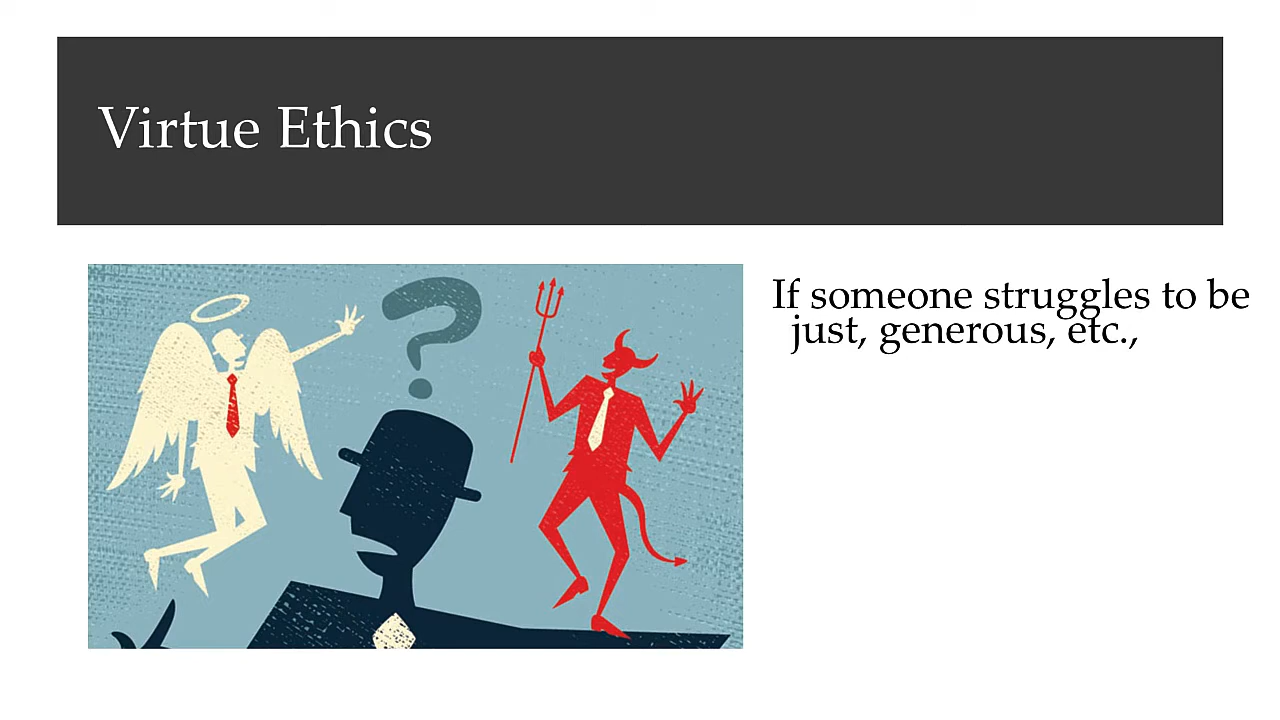 Virtue Ethics
If someone struggles to be
just, generous, etc.,
?